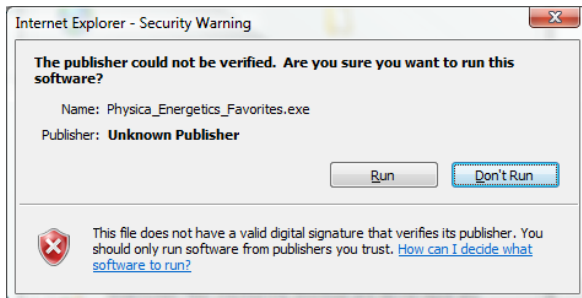 Internet Explorer - Security Warning
The publisher could not be verified.  Are you sure you want to run this
software?
Name: Physica_Energetics_Favorites.exe
Publisher: Unknown Publisher
Run
Don't Run
This file does not have a valid digital signature that verifies its publisher. You
should only run software from publishers you trust. How can I decide what
software to run?